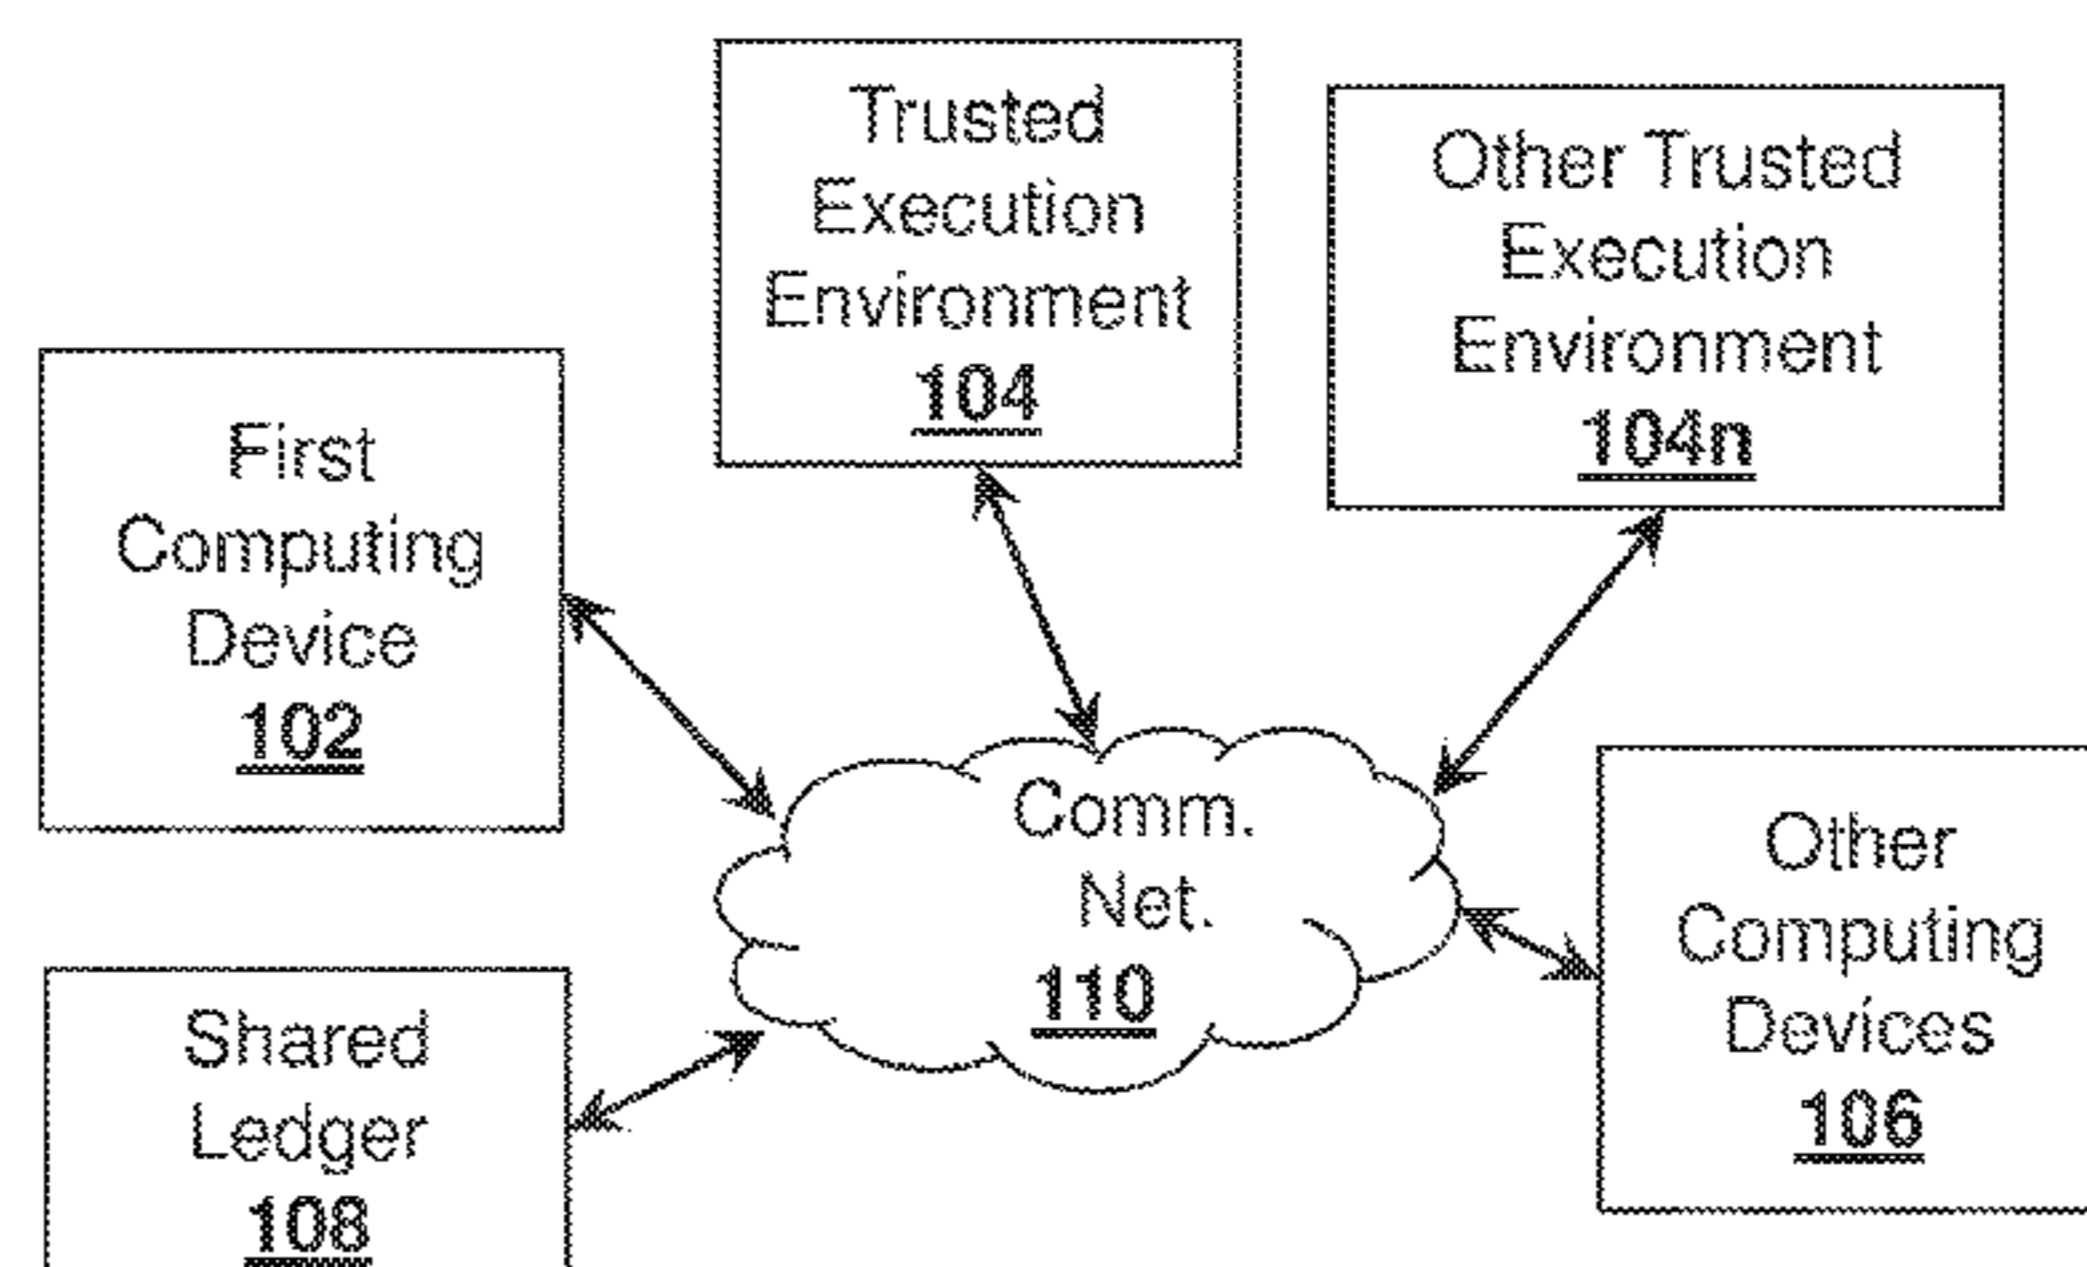 Trusted
Execution
Environment
104
Other Trusted
Execution
Environment
104n
First
Computing
Device
102
Comm.
Net.
110
Other
Computing
Devices
106
Shared
Ledger
108